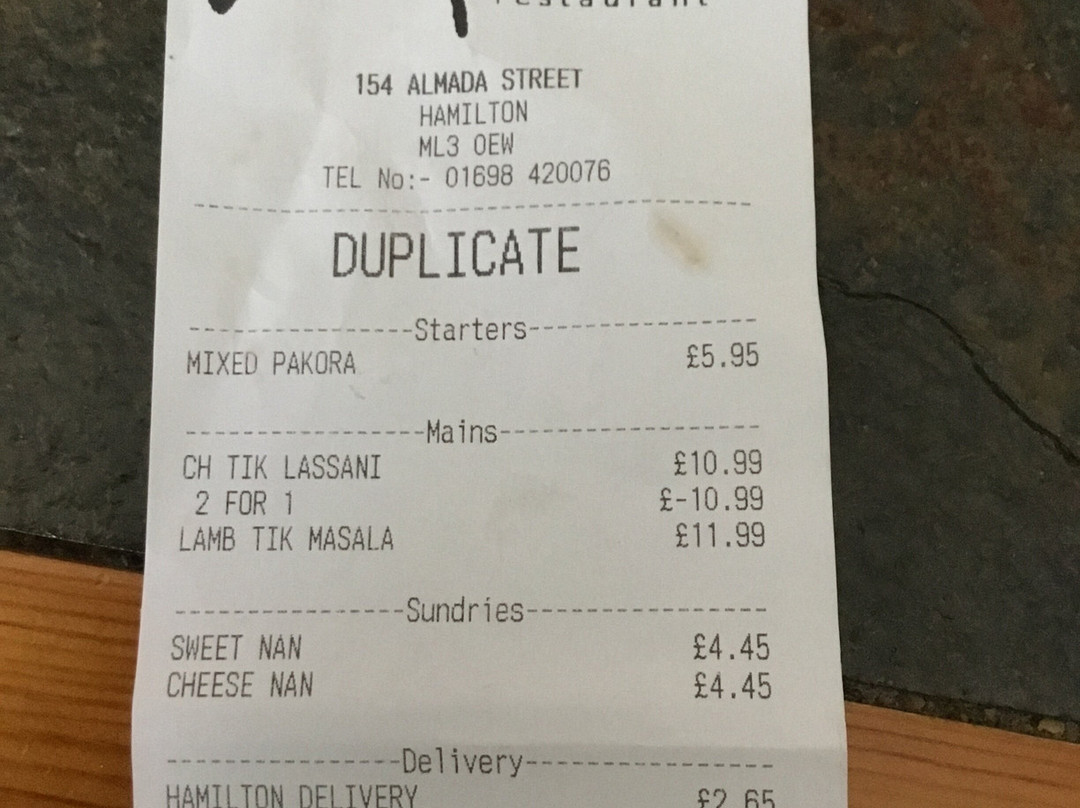 restaurant
154 ALMADA STREET
HAMILTON
ML3 0EW
TEL No:- 01698 420076
DUPLICATE
Starters
MIXED PAKORA £5.95
Mains
CH TIK LASSANI £10.99
2 FOR 1 £-10.99
LAMB TIK MASALA £11.99
Sundries
SWEET NAN £4.45
CHEESE NAN £4.45
Delivery
HAMILTON DELIVERY £2.65